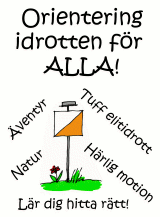 Orientering
idrotten för
ALLA!
Äventyr
Tuff elitidrott
Natur
Härlig motion
Lär dig hitta rätt!